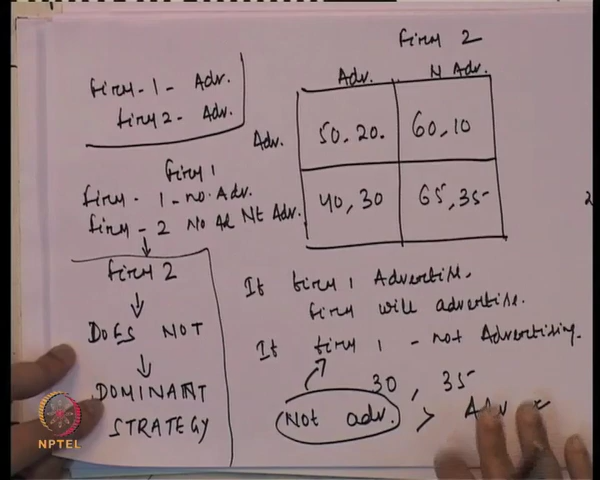 Firm - 1 - Adv.
Firm 2 - Adv.
Firm 2
Adv. N Adv.
Adv. 50, 20. 60, 10
Firm 1
Firm - 1 - no. Adv.
Firm - 2 No Ad
Nt Adv. 40, 30 65, 35
Firm 2
DOES NOT
DOMINANT
STRATEGY
If firm 1 Advertise.
firm will advertise.
If firm 1 - not Advertising.
30, 35
Not adv. >
NPTEL